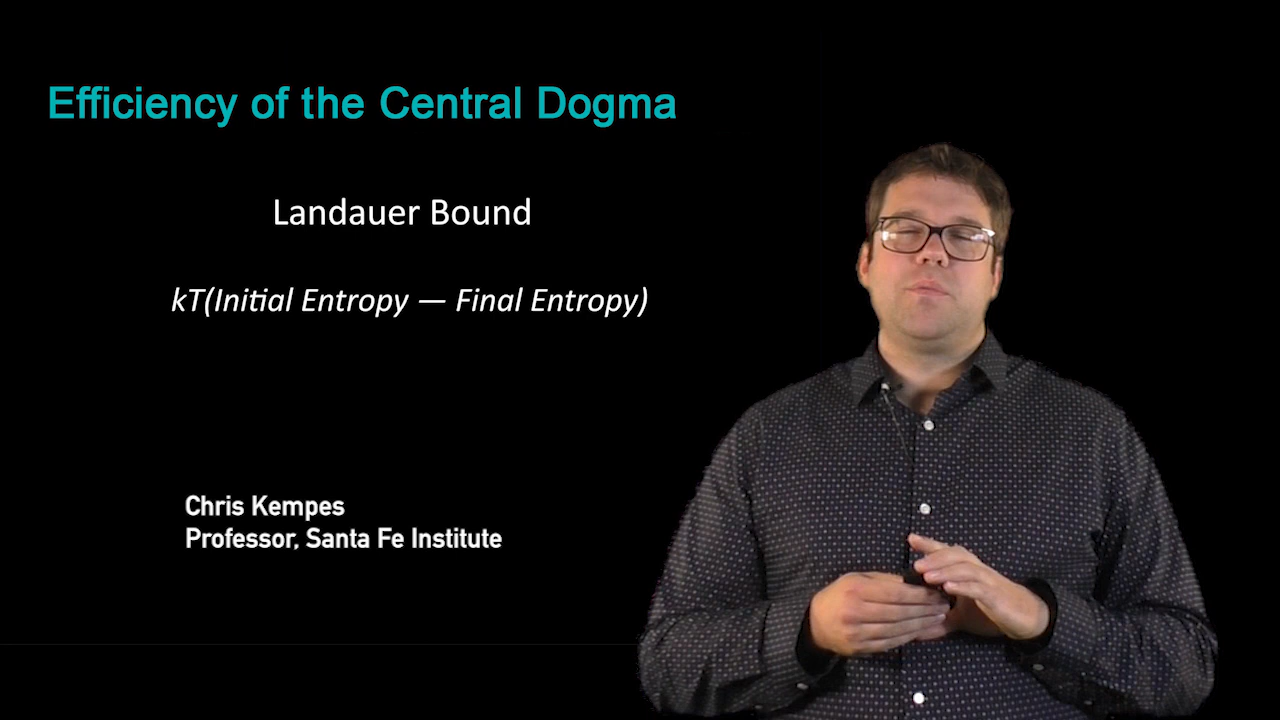 Efficiency of the Central Dogma
Landauer Bound
kT(Initial Entropy — Final Entropy)
Chris Kempes
Professor, Santa Fe Institute